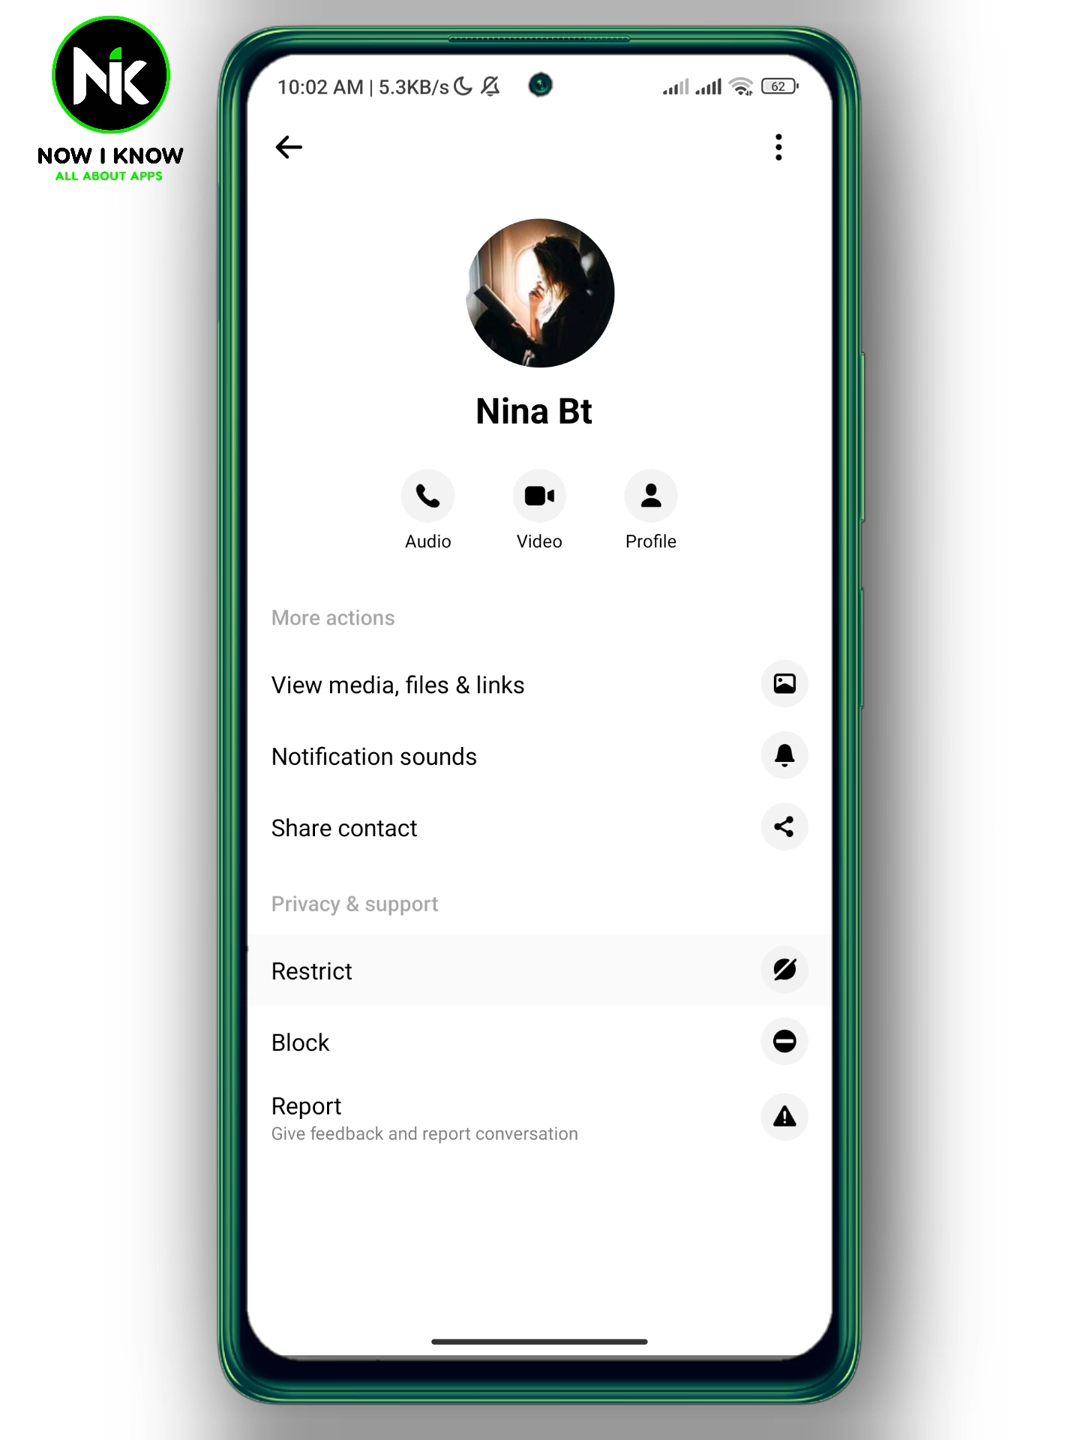 NiK
NOW I KNOW
ALL ABOUT APPS
10:02 AM | 5.3KB/s
62
Nina Bt
Audio
Video
Profile
More actions
View media, files & links
Notification sounds
Share contact
Privacy & support
Restrict
Block
Report
Give feedback and report conversation